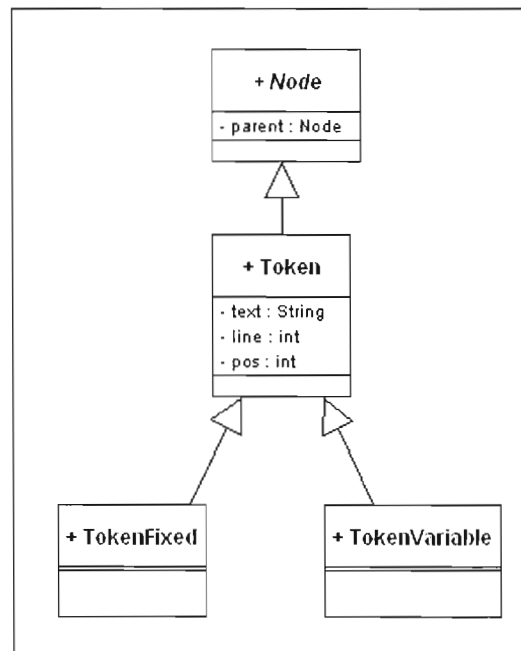 + Node
- parent : Node
+ Token
- text : String
- line : int
- pos : int
+ TokenFixed
+ TokenVariable